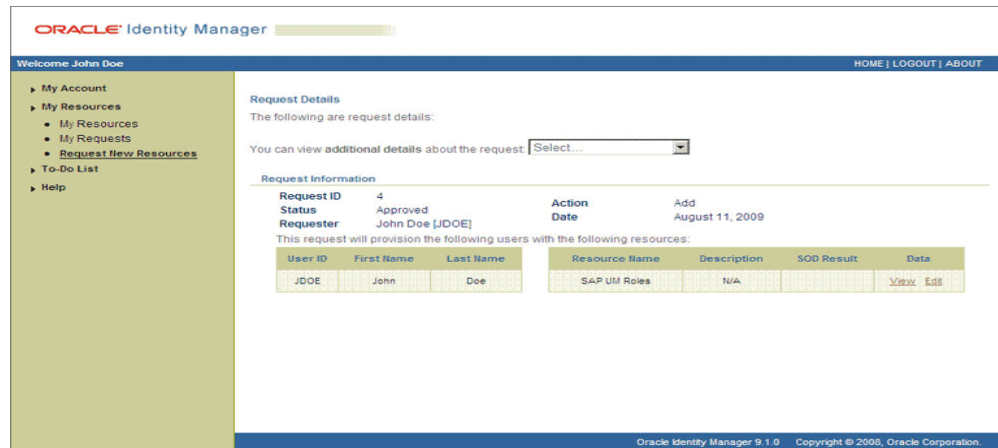 ORACLE Identity Manager
Welcome John Doe
HOME | LOGOUT | ABOUT
My Account
My Resources
My Resources
My Requests
Request New Resources
To-Do List
Help
Request Details
The following are request details:
You can view additional details about the request: Select...
Request Information
Request ID 4
Status Approved
Requester John Doe [JDOE]
Action Add
Date August 11, 2009
This request will provision the following users with the following resources:
User ID First Name Last Name
JDOE John Doe
Resource Name Description SOD Result Data
SAP UM Roles N/A View Edit
Oracle Identity Manager 9.1.0 Copyright © 2008, Oracle Corporation.